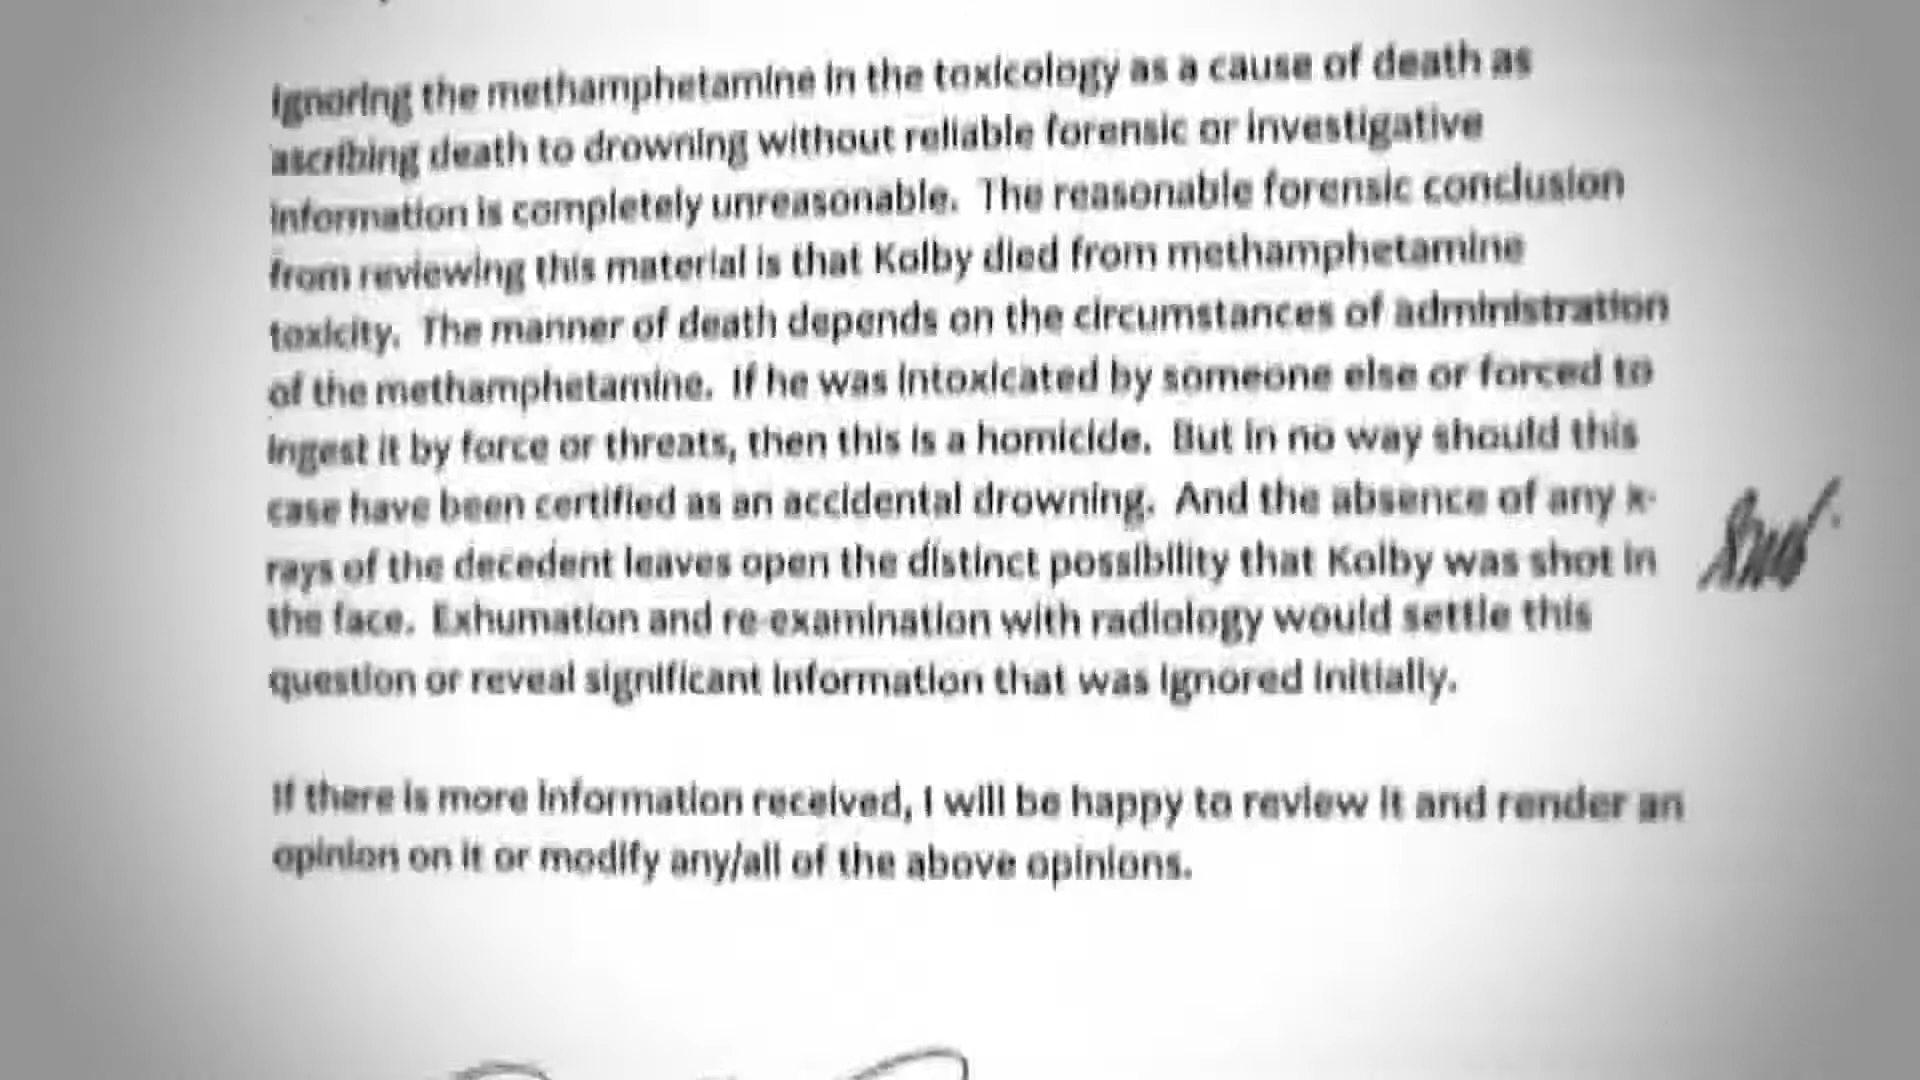 ignoring the methamphetamine in the toxicology as a cause of death as
ascribing death to drowning without reliable forensic or investigative
information is completely unreasonable. The reasonable forensic conclusion
from reviewing this material is that Kolby died from methamphetamine
toxicity. The manner of death depends on the circumstances of administration
of the methamphetamine. If he was intoxicated by someone else or forced to
ingest it by force or threats, then this is a homicide. But in no way should this
case have been certified as an accidental drowning. And the absence of any x-
rays of the decedent leaves open the distinct possibility that Kolby was shot in
the face. Exhumation and re-examination with radiology would settle this
question or reveal significant information that was ignored initially.
If there is more information received, I will be happy to review it and render an
opinion on it or modify any/all of the above opinions.